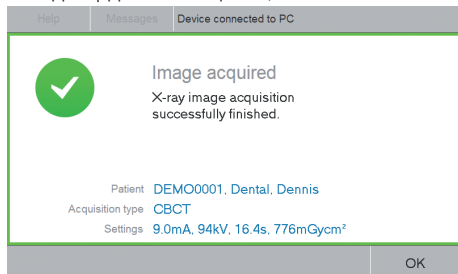 Help Messages Device connected to PC
Image acquired
X-ray image acquisition
successfully finished.
Patient DEMO0001, Dental, Dennis
Acquisition type CBCT
Settings 9.0mA, 94kV, 16.4s, 776mGycm²
OK